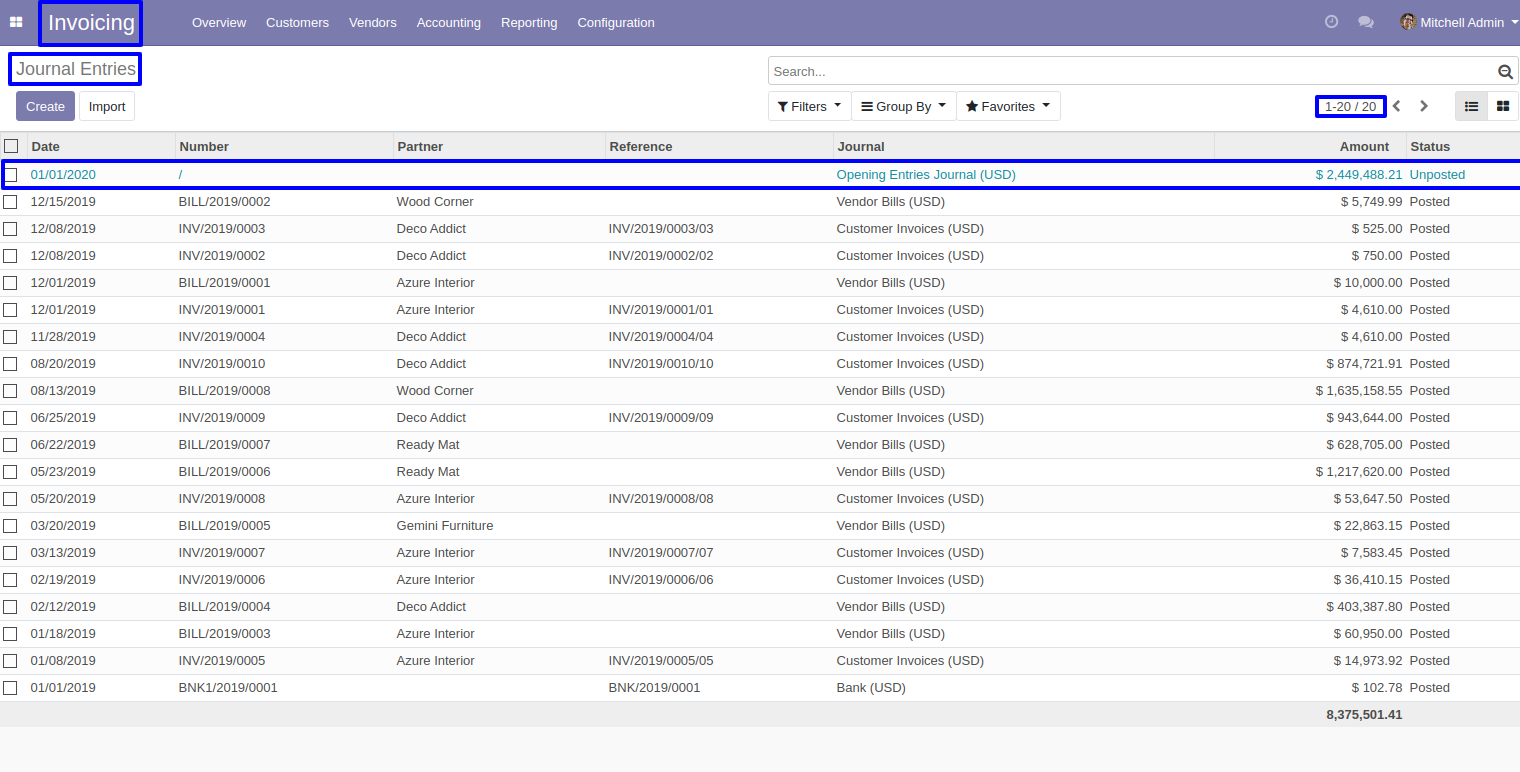 Invoicing Overview Customers Vendors Accounting Reporting Configuration Mitchell Admin
Journal Entries
Search...
Create Import Filters Group By Favorites 1-20 / 20
Date Number Partner Reference Journal Amount Status
01/01/2020 / Opening Entries Journal (USD) $ 2,449,488.21 Unposted
12/15/2019 BILL/2019/0002 Wood Corner Vendor Bills (USD) $ 5,749.99 Posted
12/08/2019 INV/2019/0003 Deco Addict INV/2019/0003/03 Customer Invoices (USD) $ 525.00 Posted
12/08/2019 INV/2019/0002 Deco Addict INV/2019/0002/02 Customer Invoices (USD) $ 750.00 Posted
12/01/2019 BILL/2019/0001 Azure Interior Vendor Bills (USD) $ 10,000.00 Posted
12/01/2019 INV/2019/0001 Azure Interior INV/2019/0001/01 Customer Invoices (USD) $ 4,610.00 Posted
11/28/2019 INV/2019/0004 Deco Addict INV/2019/0004/04 Customer Invoices (USD) $ 4,610.00 Posted
08/20/2019 INV/2019/0010 Deco Addict INV/2019/0010/10 Customer Invoices (USD) $ 874,721.91 Posted
08/13/2019 BILL/2019/0008 Wood Corner Vendor Bills (USD) $ 1,635,158.55 Posted
06/25/2019 INV/2019/0009 Deco Addict INV/2019/0009/09 Customer Invoices (USD) $ 943,644.00 Posted
06/22/2019 BILL/2019/0007 Ready Mat Vendor Bills (USD) $ 628,705.00 Posted
05/23/2019 BILL/2019/0006 Ready Mat Vendor Bills (USD) $ 1,217,620.00 Posted
05/20/2019 INV/2019/0008 Azure Interior INV/2019/0008/08 Customer Invoices (USD) $ 53,647.50 Posted
03/20/2019 BILL/2019/0005 Gemini Furniture Vendor Bills (USD) $ 22,863.15 Posted
03/13/2019 INV/2019/0007 Azure Interior INV/2019/0007/07 Customer Invoices (USD) $ 7,583.45 Posted
02/19/2019 INV/2019/0006 Azure Interior INV/2019/0006/06 Customer Invoices (USD) $ 36,410.15 Posted
02/12/2019 BILL/2019/0004 Deco Addict Vendor Bills (USD) $ 403,387.80 Posted
01/18/2019 BILL/2019/0003 Azure Interior Vendor Bills (USD) $ 60,950.00 Posted
01/08/2019 INV/2019/0005 Azure Interior INV/2019/0005/05 Customer Invoices (USD) $ 14,973.92 Posted
01/01/2019 BNK1/2019/0001 BNK/2019/0001 Bank (USD) $ 102.78 Posted
8,375,501.41